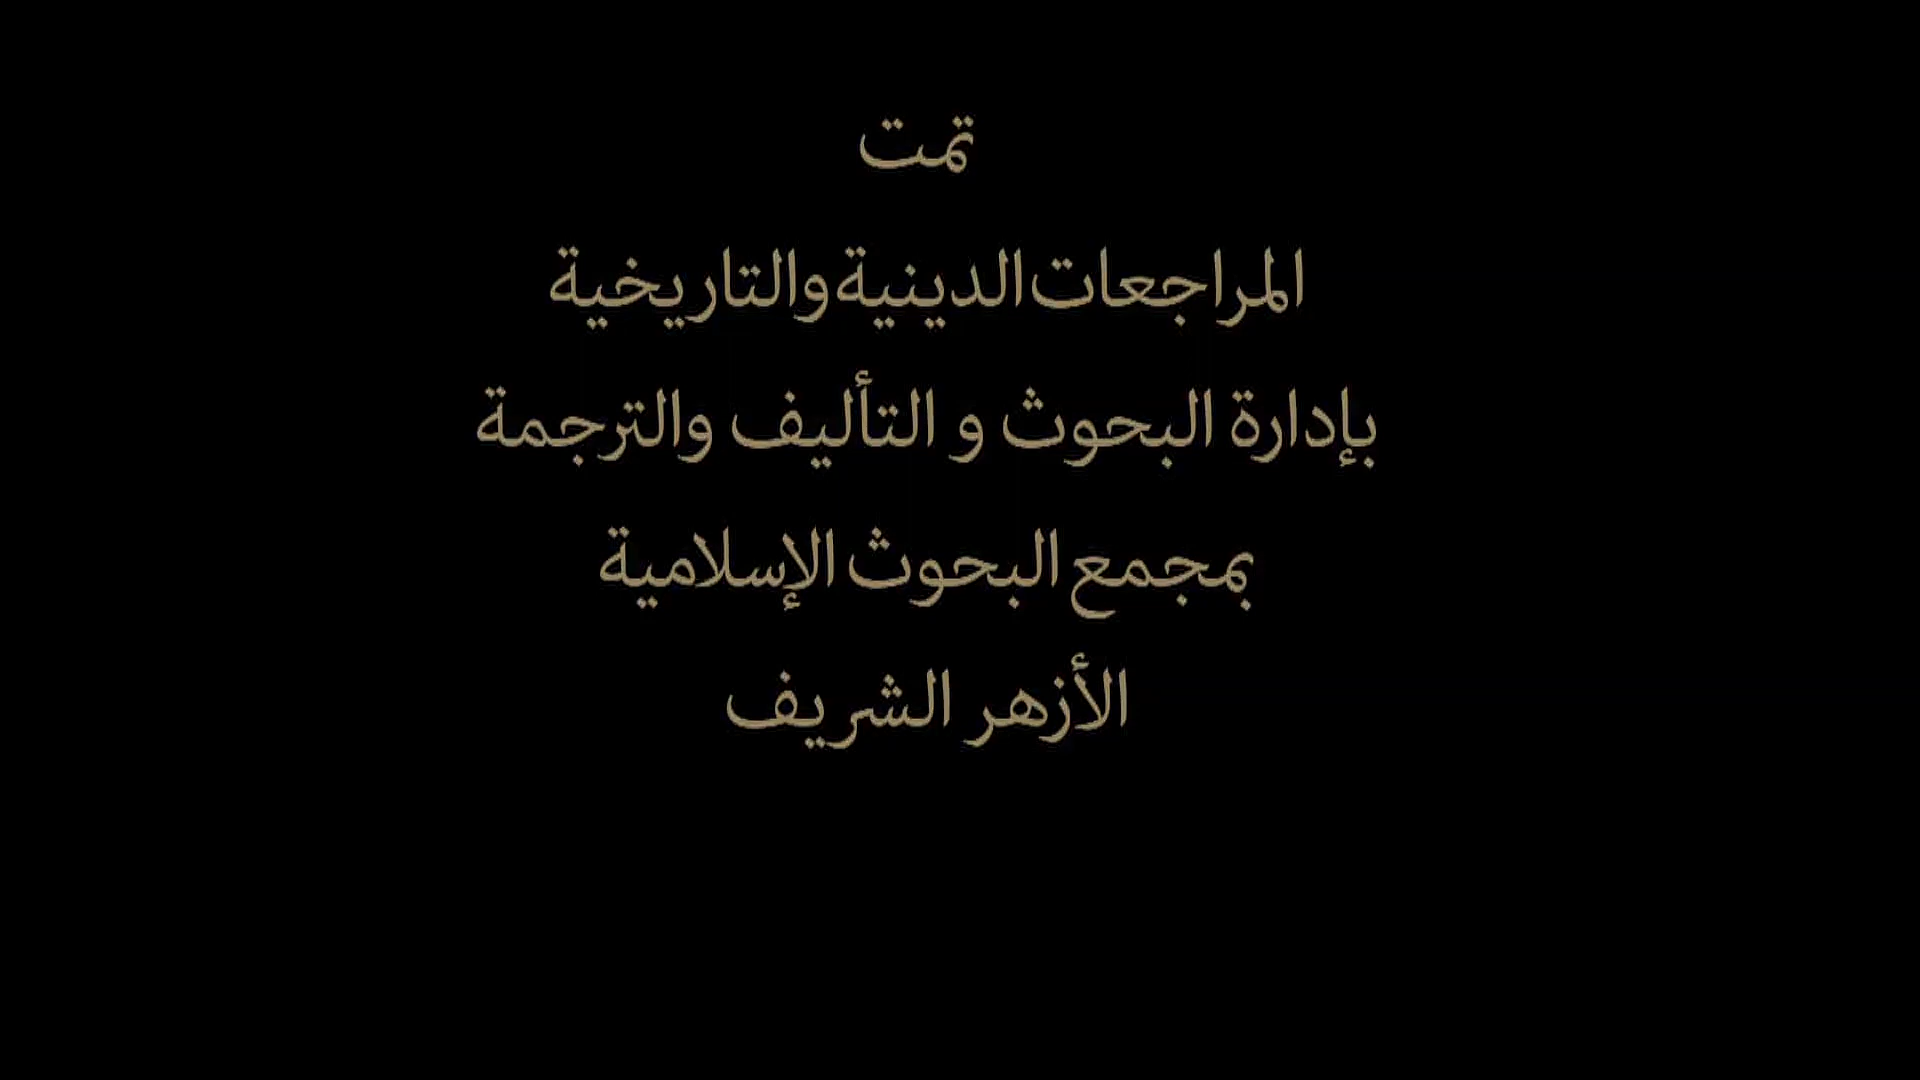 تمت
المراجعات الدينية والتاريخية
بإدارة البحوث و التأليف والترجمة
بمجمع البحوث الإسلامية
الأزهر الشريف